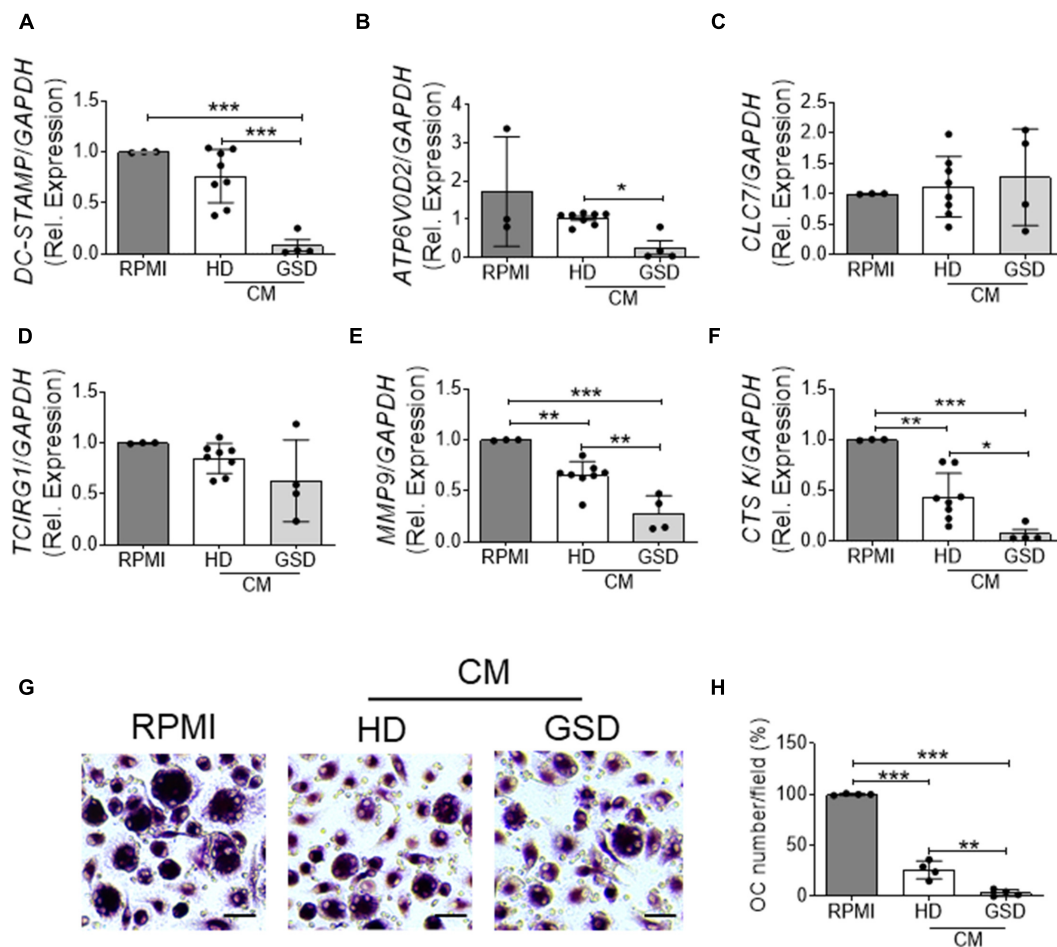 A
DC-STAMP/GAPDH
(Rel. Expression)
1.5
1.0
0.5
0.0
***
***
RPMI
HD
GSD
CM
B
ATP6V0D2/GAPDH
(Rel. Expression)
4
3
2
1
0
*
RPMI
HD
GSD
CM
C
CLC7/GAPDH
(Rel. Expression)
2.5
2.0
1.5
1.0
0.5
0.0
RPMI
HD
GSD
CM
D
TCIRG1/GAPDH
(Rel. Expression)
1.5
1.0
0.5
0.0
RPMI
HD
GSD
CM
E
MMP9/GAPDH
(Rel. Expression)
1.5
1.0
0.5
0.0
***
**
**
RPMI
HD
GSD
CM
F
CTS K/GAPDH
(Rel. Expression)
1.5
1.0
0.5
0.0
***
**
*
RPMI
HD
GSD
CM
G
CM
RPMI
HD
GSD
H
OC number/field (%)
150
100
50
0
***
***
**
RPMI
HD
GSD
CM